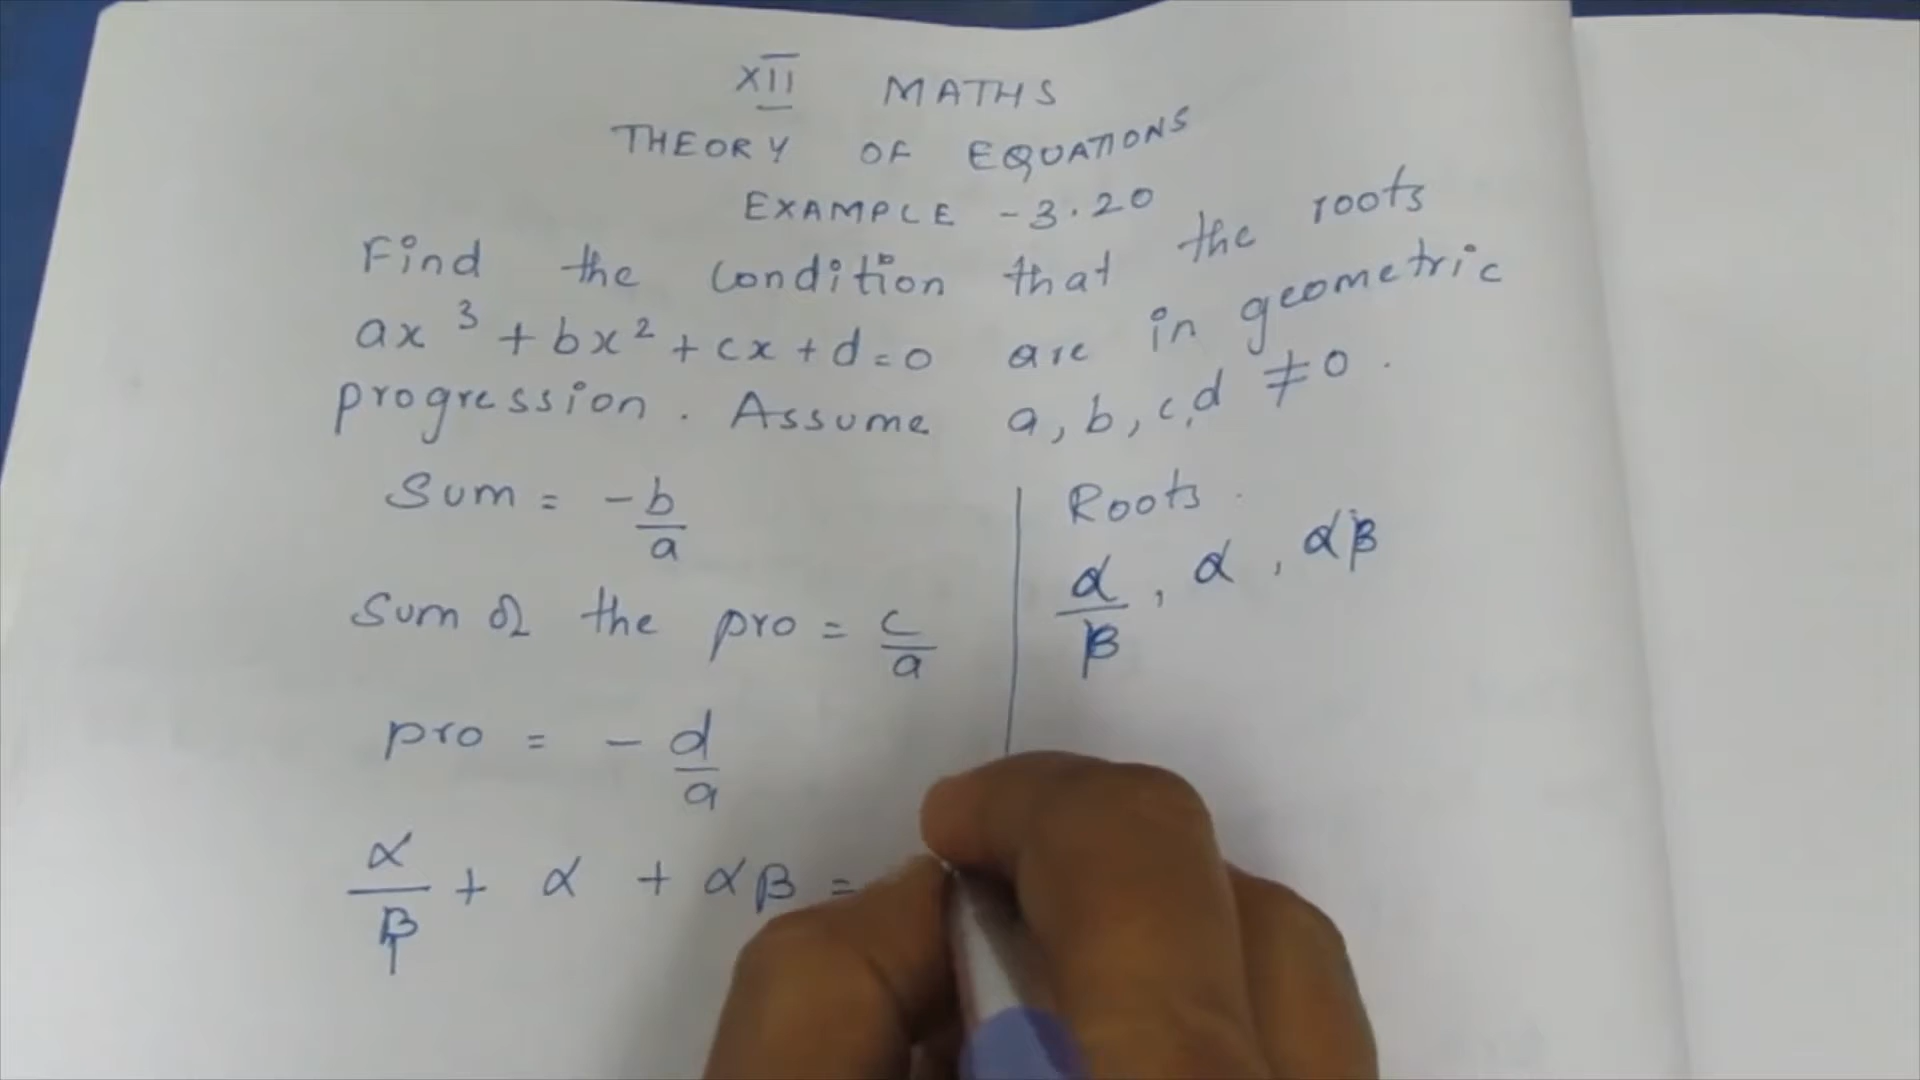 XII MATHS
THEORY OF EQUATIONS
EXAMPLE - 3.20
Find the condition that the roots
ax³ + bx² + cx + d = 0 are in geometric
progression. Assume a, b, c, d ≠ 0.
Sum = -b/a
Sum of the pro = c/a
pro = -d/a
α/β + α + αβ =
Roots.
α/β, α, αβ